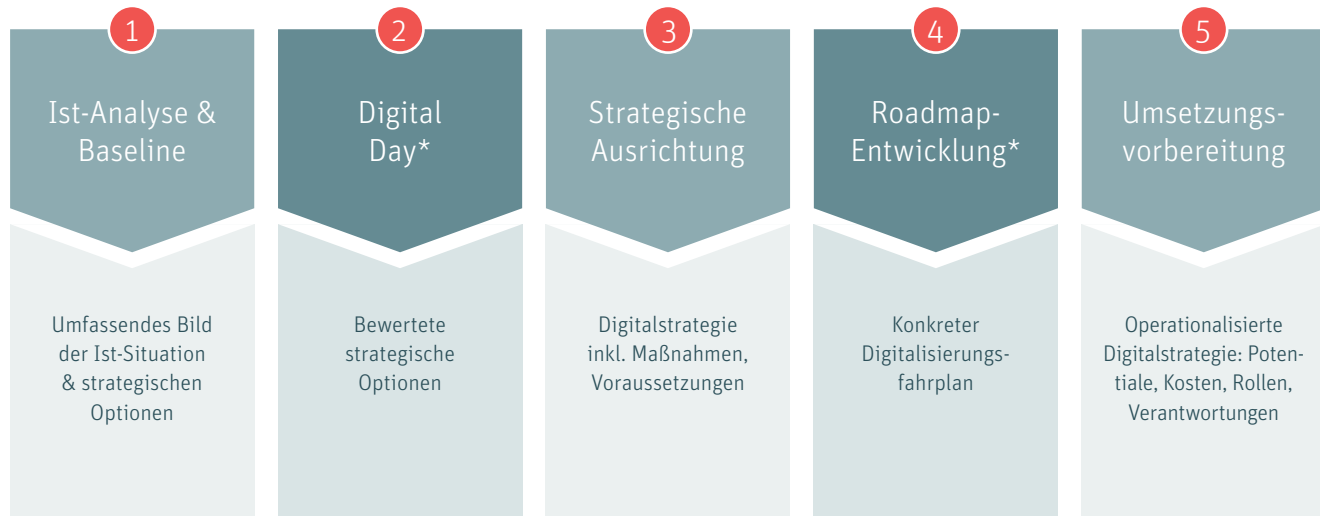 1
Ist-Analyse &
Baseline
Umfassendes Bild
der Ist-Situation
& strategischen
Optionen
2
Digital
Day*
Bewertete
strategische
Optionen
3
Strategische
Ausrichtung
Digitalstrategie
inkl. Maßnahmen,
Voraussetzungen
4
Roadmap-
Entwicklung*
Konkreter
Digitalisierungs-
fahrplan
5
Umsetzungs-
vorbereitung
Operationalisierte
Digitalstrategie: Poten-
tiale, Kosten, Rollen,
Verantwortungen